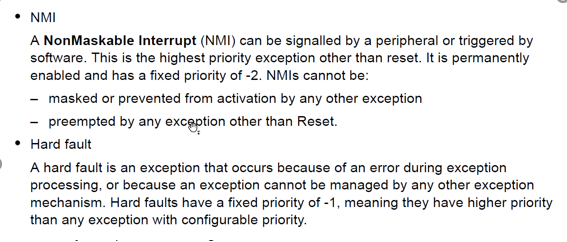 • NMI
A NonMaskable Interrupt (NMI) can be signalled by a peripheral or triggered by
software. This is the highest priority exception other than reset. It is permanently
enabled and has a fixed priority of -2. NMIs cannot be:
– masked or prevented from activation by any other exception
– preempted by any exception other than Reset.
• Hard fault
A hard fault is an exception that occurs because of an error during exception
processing, or because an exception cannot be managed by any other exception
mechanism. Hard faults have a fixed priority of -1, meaning they have higher priority
than any exception with configurable priority.